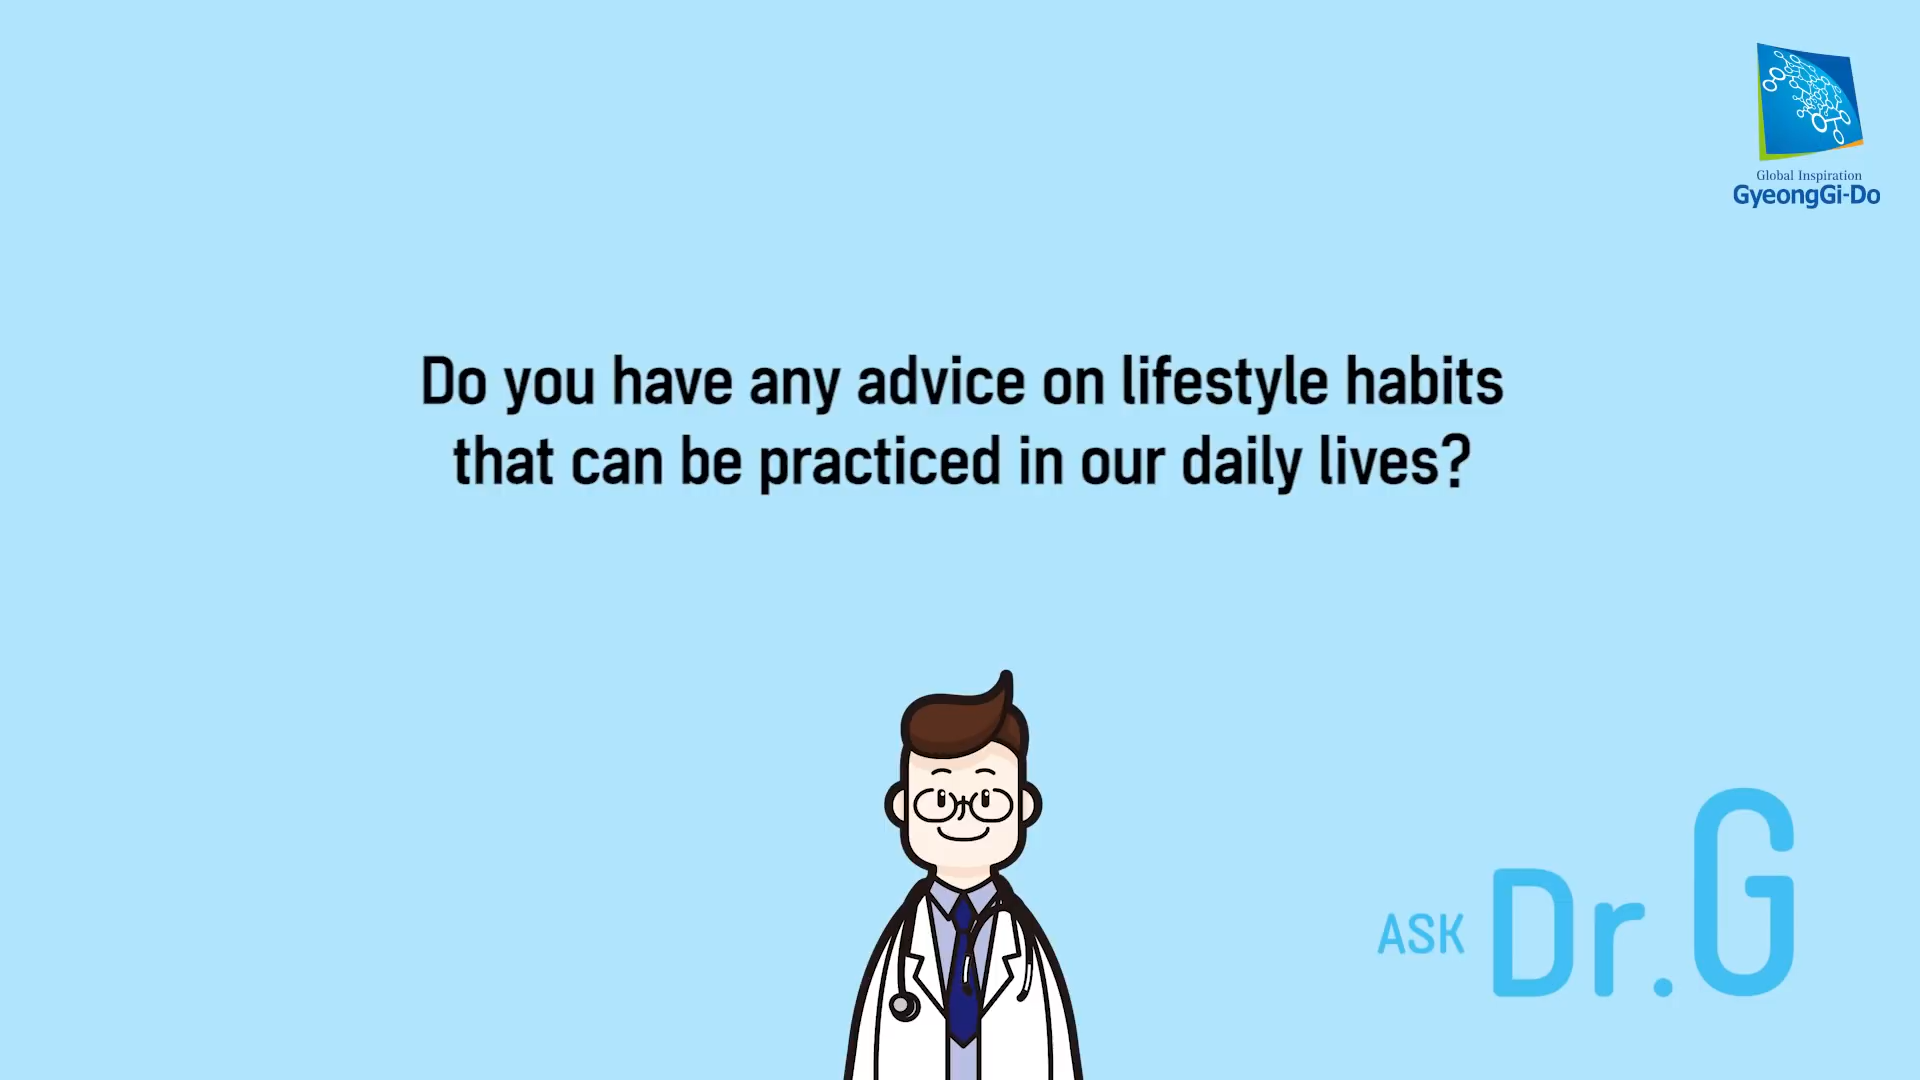 Global Inspiration
GyeongGi-Do
Do you have any advice on lifestyle habits
that can be practiced in our daily lives?
ASK Dr.G